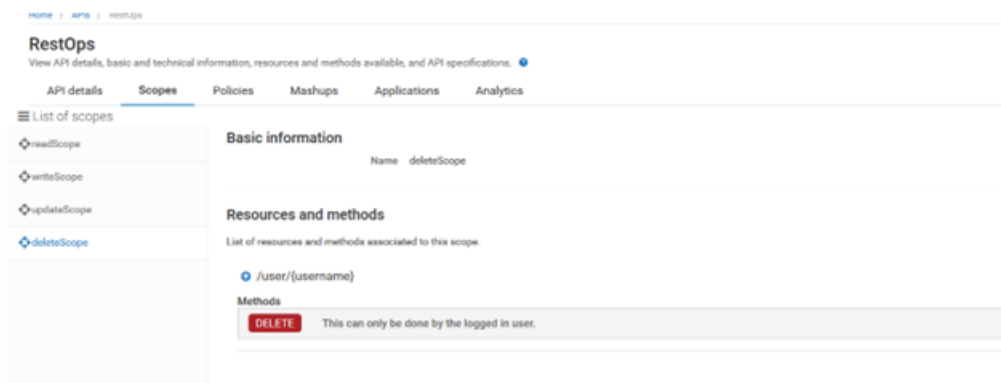 Home > APIs > RestOps
RestOps
View API details, basic and technical information, resources and methods available, and API specifications.
API details Scopes Policies Mashups Applications Analytics
List of scopes
readScope
writeScope
updateScope
deleteScope
Basic information
Name deleteScope
Resources and methods
List of resources and methods associated to this scope.
/user/{username}
Methods
DELETE This can only be done by the logged in user.